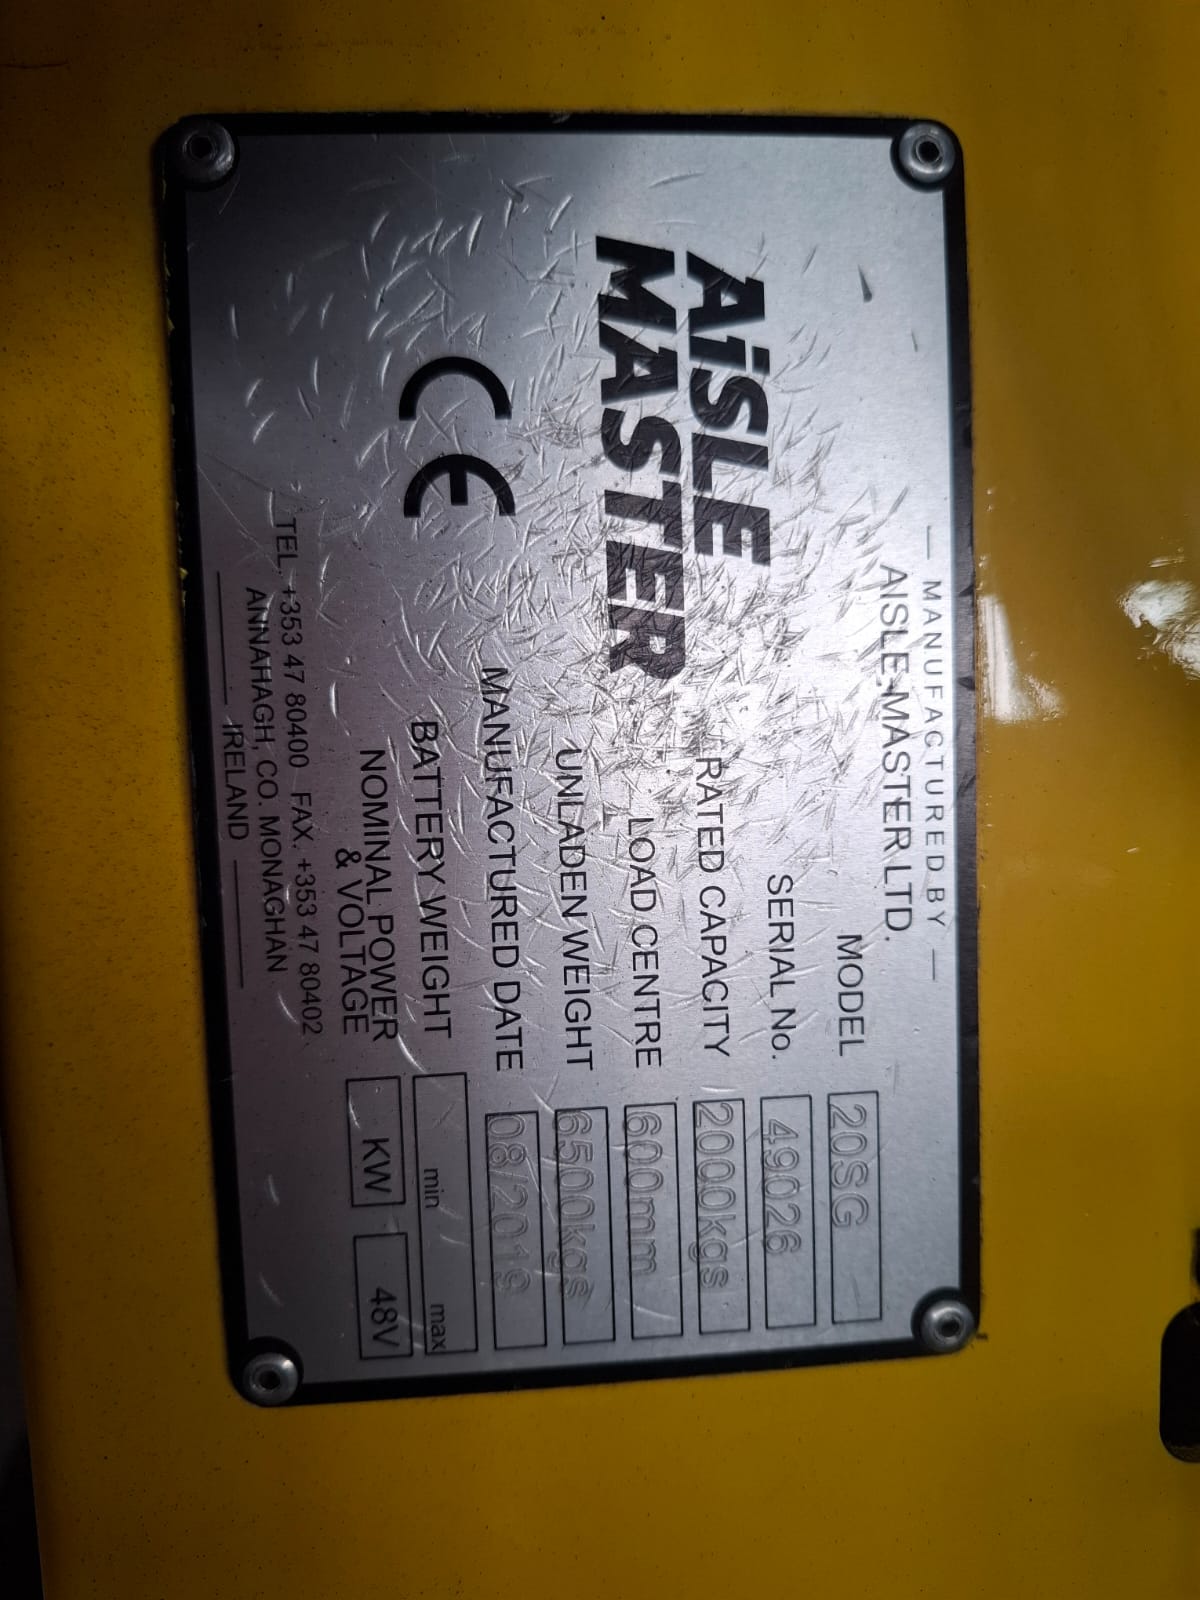 — MANUFACTURED BY —
AISLE-MASTER LTD.
AiSLE
MASTER
CE
MODEL 20SG
SERIAL No. 49026
RATED CAPACITY 2000kgs
LOAD CENTRE 600mm
UNLADEN WEIGHT 6500kgs
MANUFACTURED DATE 08/2019
BATTERY WEIGHT min max
NOMINAL POWER KW 48V
& VOLTAGE
TEL. +353 47 80400 FAX. +353 47 80402
ANNAHAGH, CO. MONAGHAN
— IRELAND —